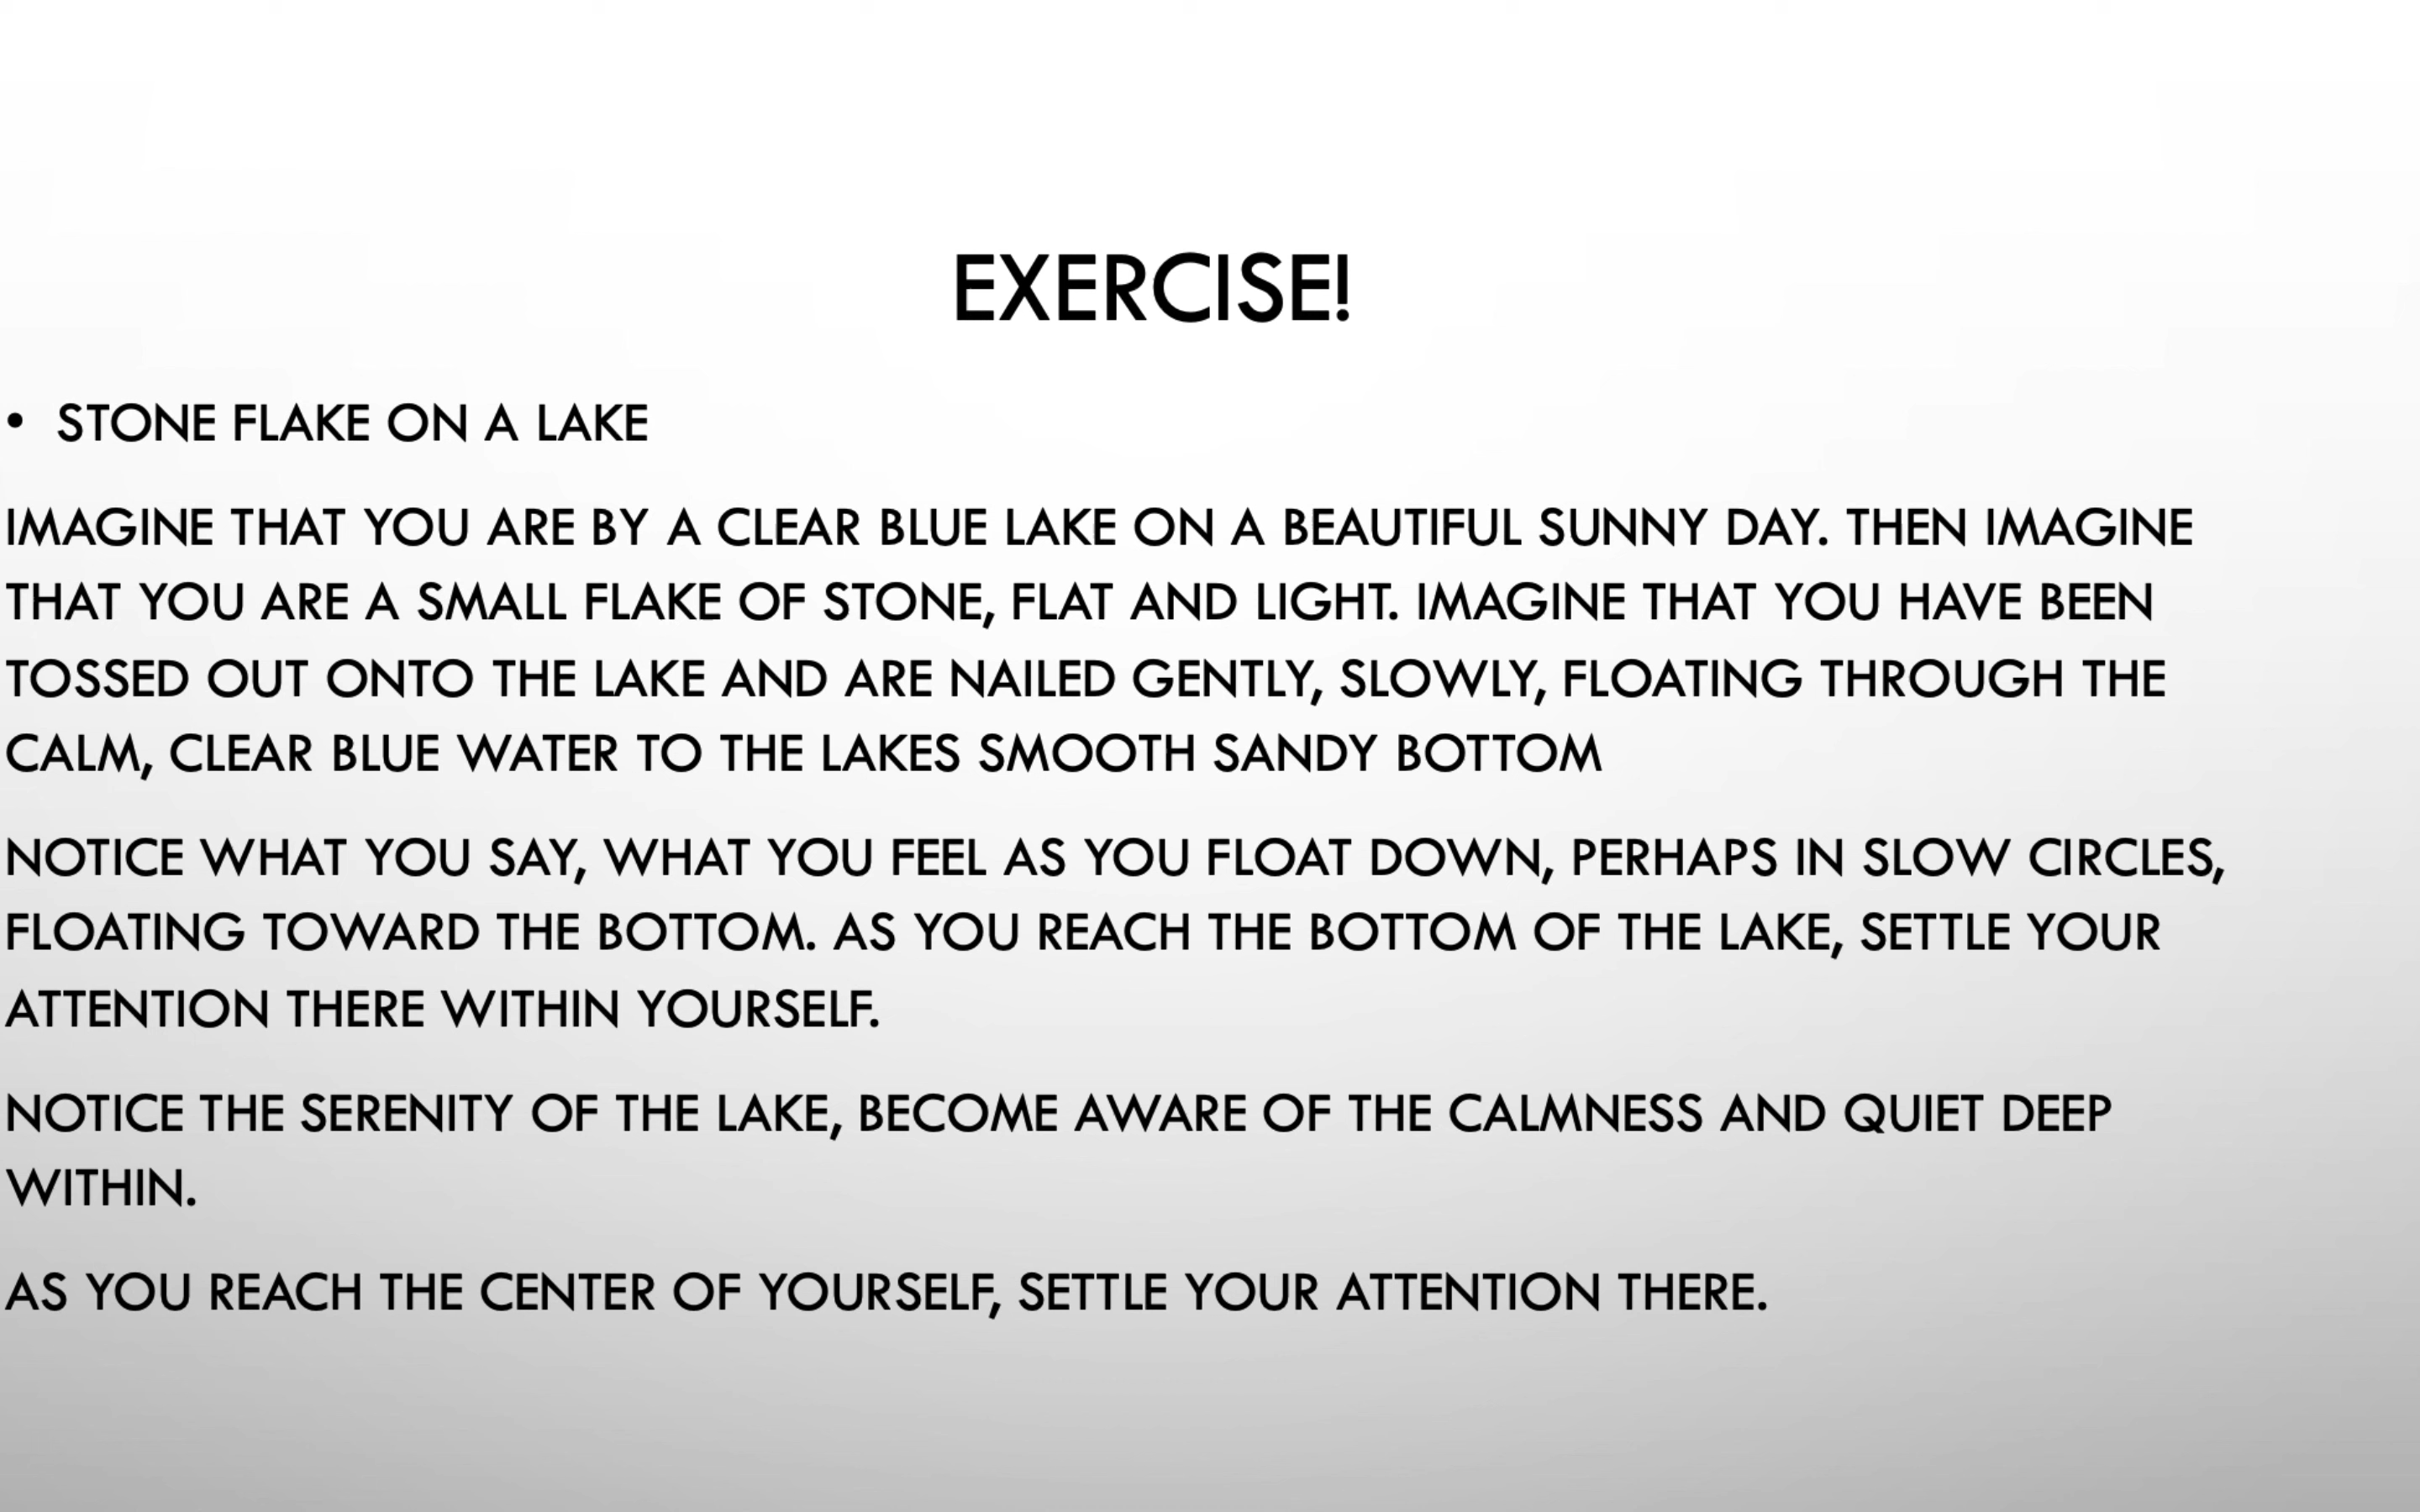 EXERCISE!
• STONE FLAKE ON A LAKE
IMAGINE THAT YOU ARE BY A CLEAR BLUE LAKE ON A BEAUTIFUL SUNNY DAY. THEN IMAGINE
THAT YOU ARE A SMALL FLAKE OF STONE, FLAT AND LIGHT. IMAGINE THAT YOU HAVE BEEN
TOSSED OUT ONTO THE LAKE AND ARE NAILED GENTLY, SLOWLY, FLOATING THROUGH THE
CALM, CLEAR BLUE WATER TO THE LAKES SMOOTH SANDY BOTTOM
NOTICE WHAT YOU SAY, WHAT YOU FEEL AS YOU FLOAT DOWN, PERHAPS IN SLOW CIRCLES,
FLOATING TOWARD THE BOTTOM. AS YOU REACH THE BOTTOM OF THE LAKE, SETTLE YOUR
ATTENTION THERE WITHIN YOURSELF.
NOTICE THE SERENITY OF THE LAKE, BECOME AWARE OF THE CALMNESS AND QUIET DEEP
WITHIN.
AS YOU REACH THE CENTER OF YOURSELF, SETTLE YOUR ATTENTION THERE.